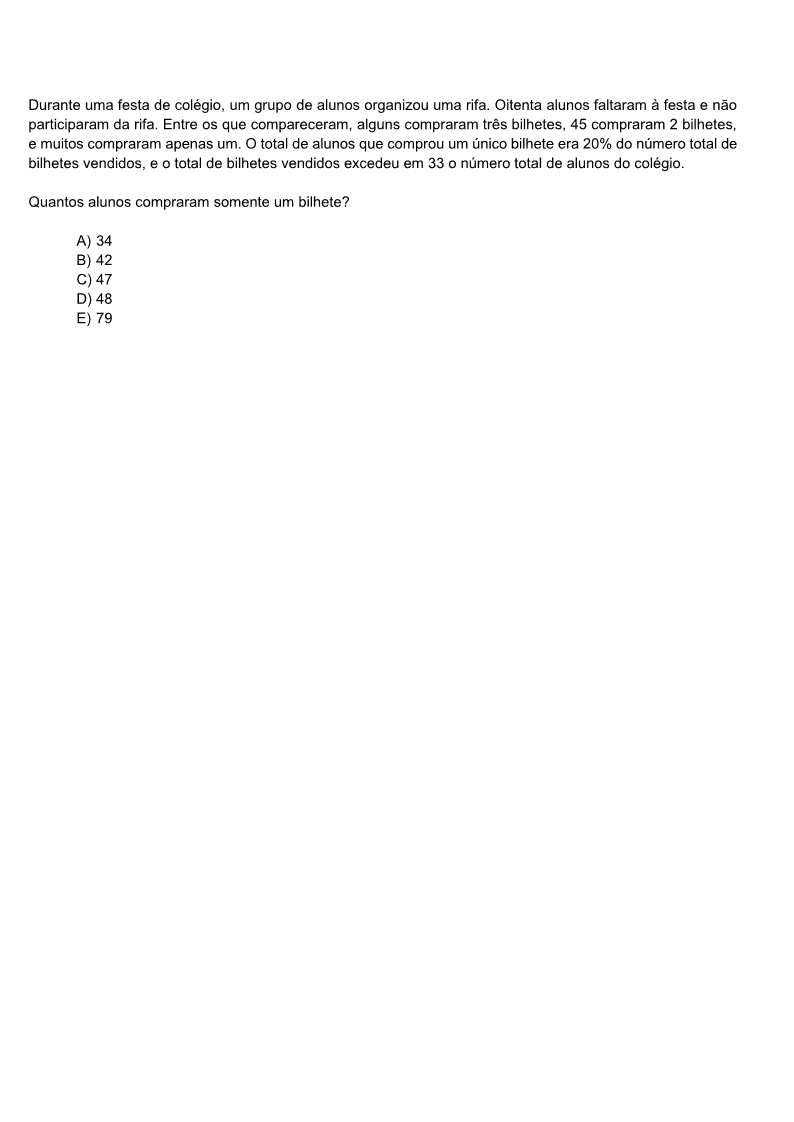 Durante uma festa de colégio, um grupo de alunos organizou uma rifa. Oitenta alunos faltaram à festa e não
participaram da rifa. Entre os que compareceram, alguns compraram três bilhetes, 45 compraram 2 bilhetes,
e muitos compraram apenas um. O total de alunos que comprou um único bilhete era 20% do número total de
bilhetes vendidos, e o total de bilhetes vendidos excedeu em 33 o número total de alunos do colégio.
Quantos alunos compraram somente um bilhete?
A) 34
B) 42
C) 47
D) 48
E) 79